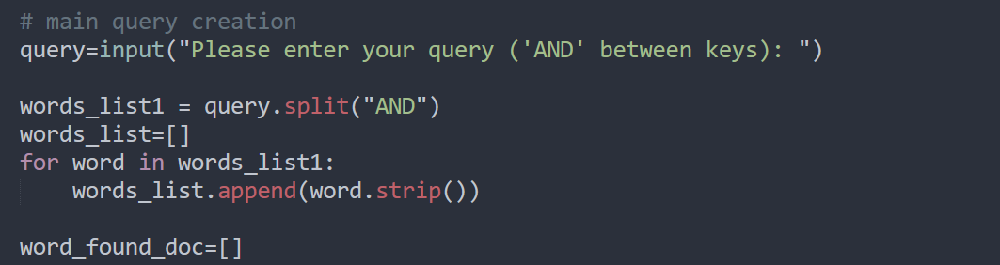 # main query creation
query=input("Please enter your query ('AND' between keys): ")
words_list1 = query.split("AND")
words_list=[]
for word in words_list1:
    words_list.append(word.strip())
word_found_doc=[]